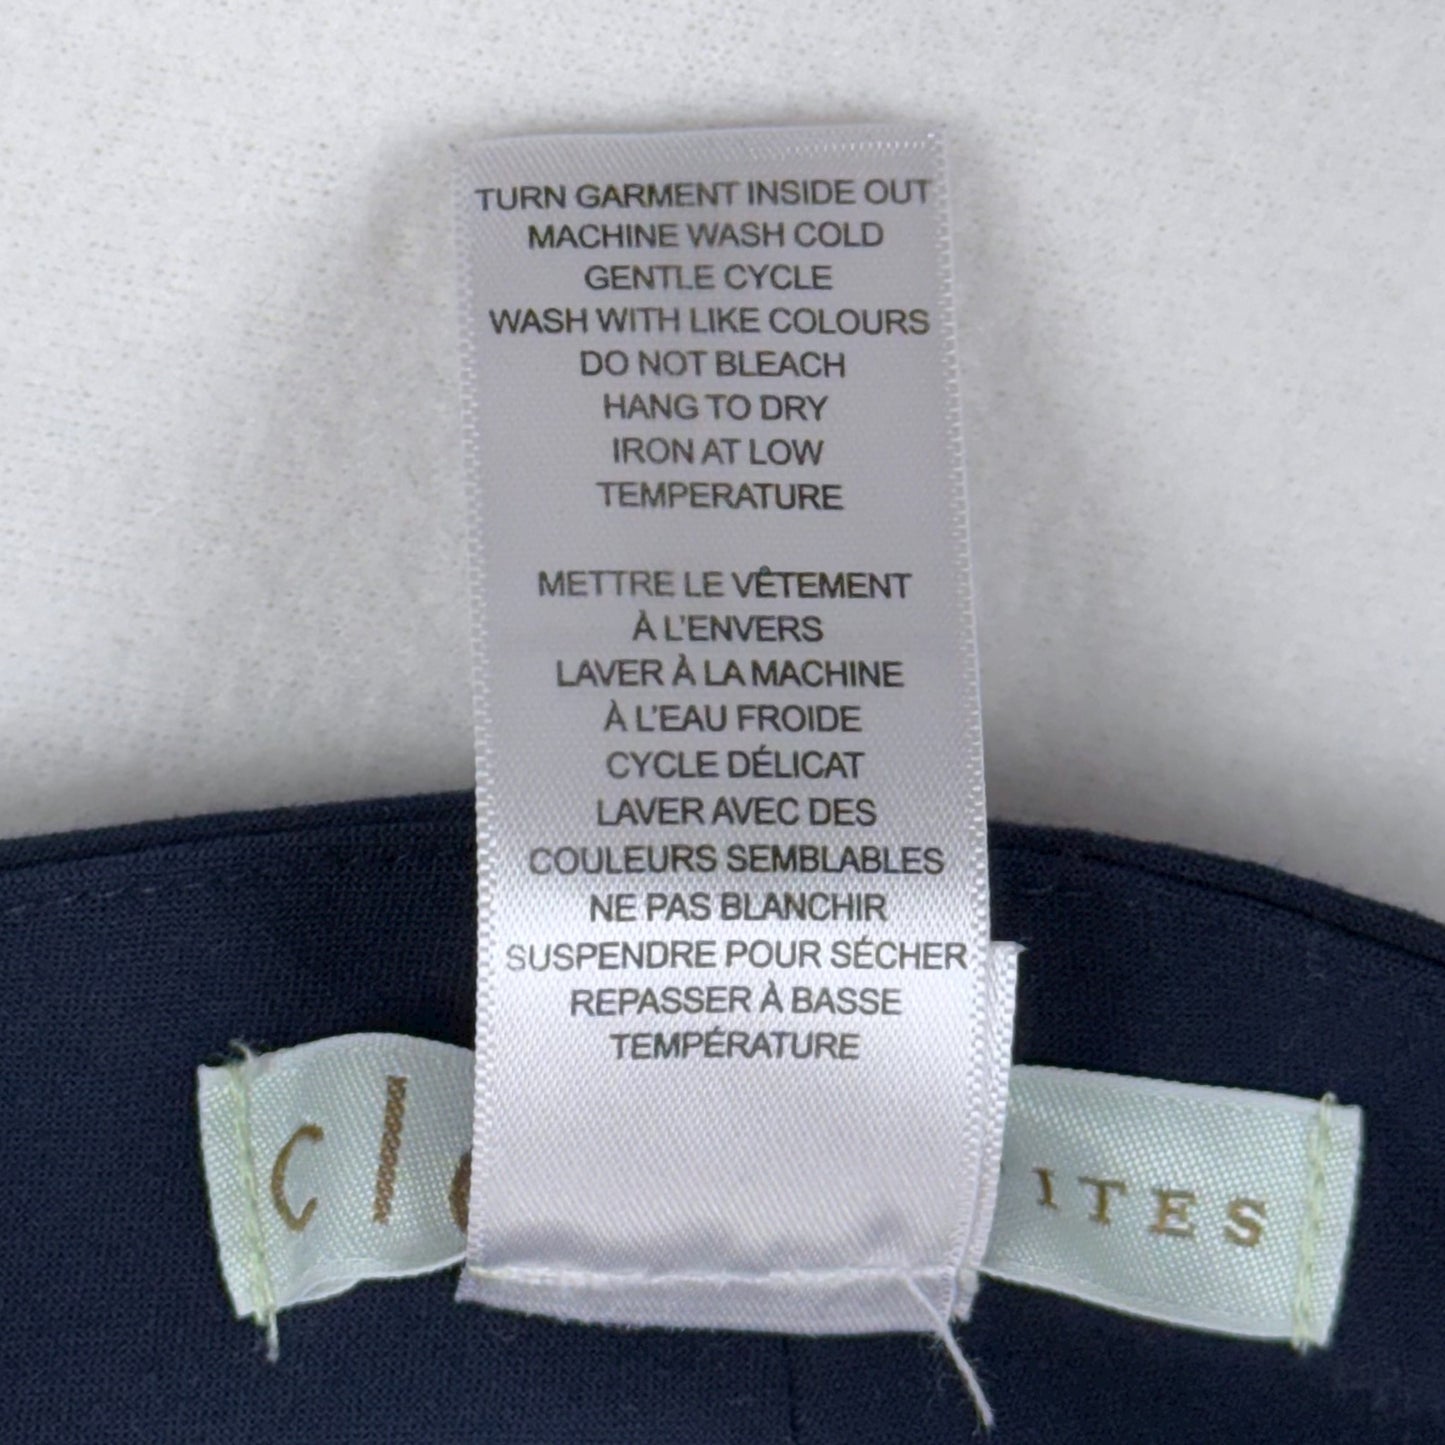 TURN GARMENT INSIDE OUT
MACHINE WASH COLD
GENTLE CYCLE
WASH WITH LIKE COLOURS
DO NOT BLEACH
HANG TO DRY
IRON AT LOW
TEMPERATURE
METTRE LE VÊTEMENT
À L'ENVERS
LAVER À LA MACHINE
À L'EAU FROIDE
CYCLE DÉLICAT
LAVER AVEC DES
COULEURS SEMBLABLES
NE PAS BLANCHIR
SUSPENDRE POUR SÉCHER
REPASSER À BASSE
TEMPÉRATURE